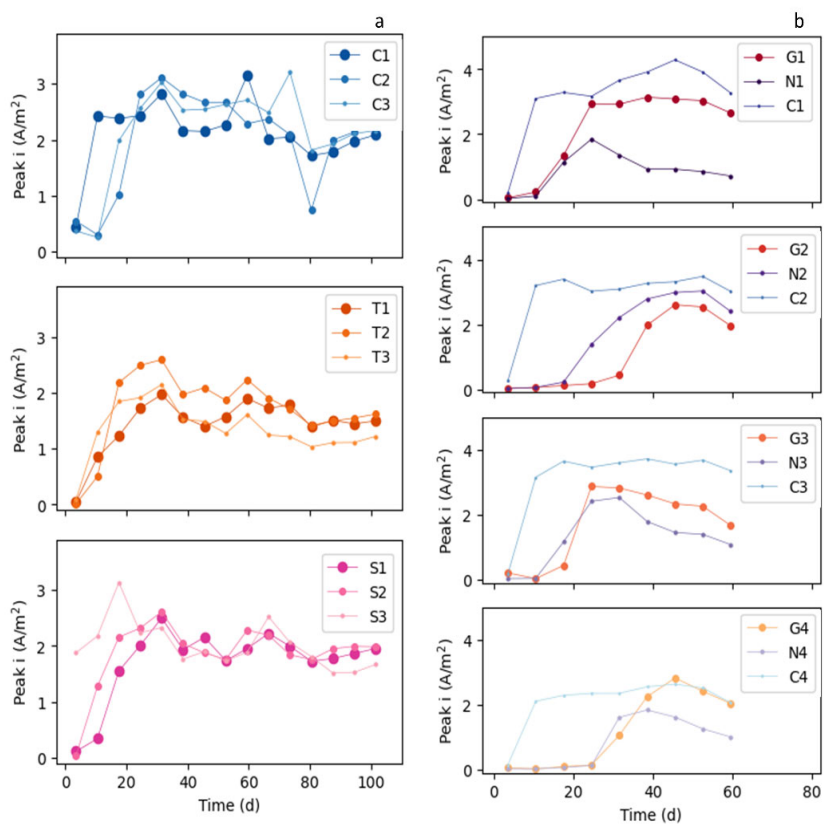 a
Peak i (A/m²)
3
2
1
0
C1
C2
C3
Peak i (A/m²)
3
2
1
0
T1
T2
T3
Peak i (A/m²)
3
2
1
0
S1
S2
S3
0 20 40 60 80 100
Time (d)
b
Peak i (A/m²)
4
2
0
G1
N1
C1
Peak i (A/m²)
4
2
0
G2
N2
C2
Peak i (A/m²)
4
2
0
G3
N3
C3
Peak i (A/m²)
4
2
0
G4
N4
C4
0 20 40 60 80
Time (d)